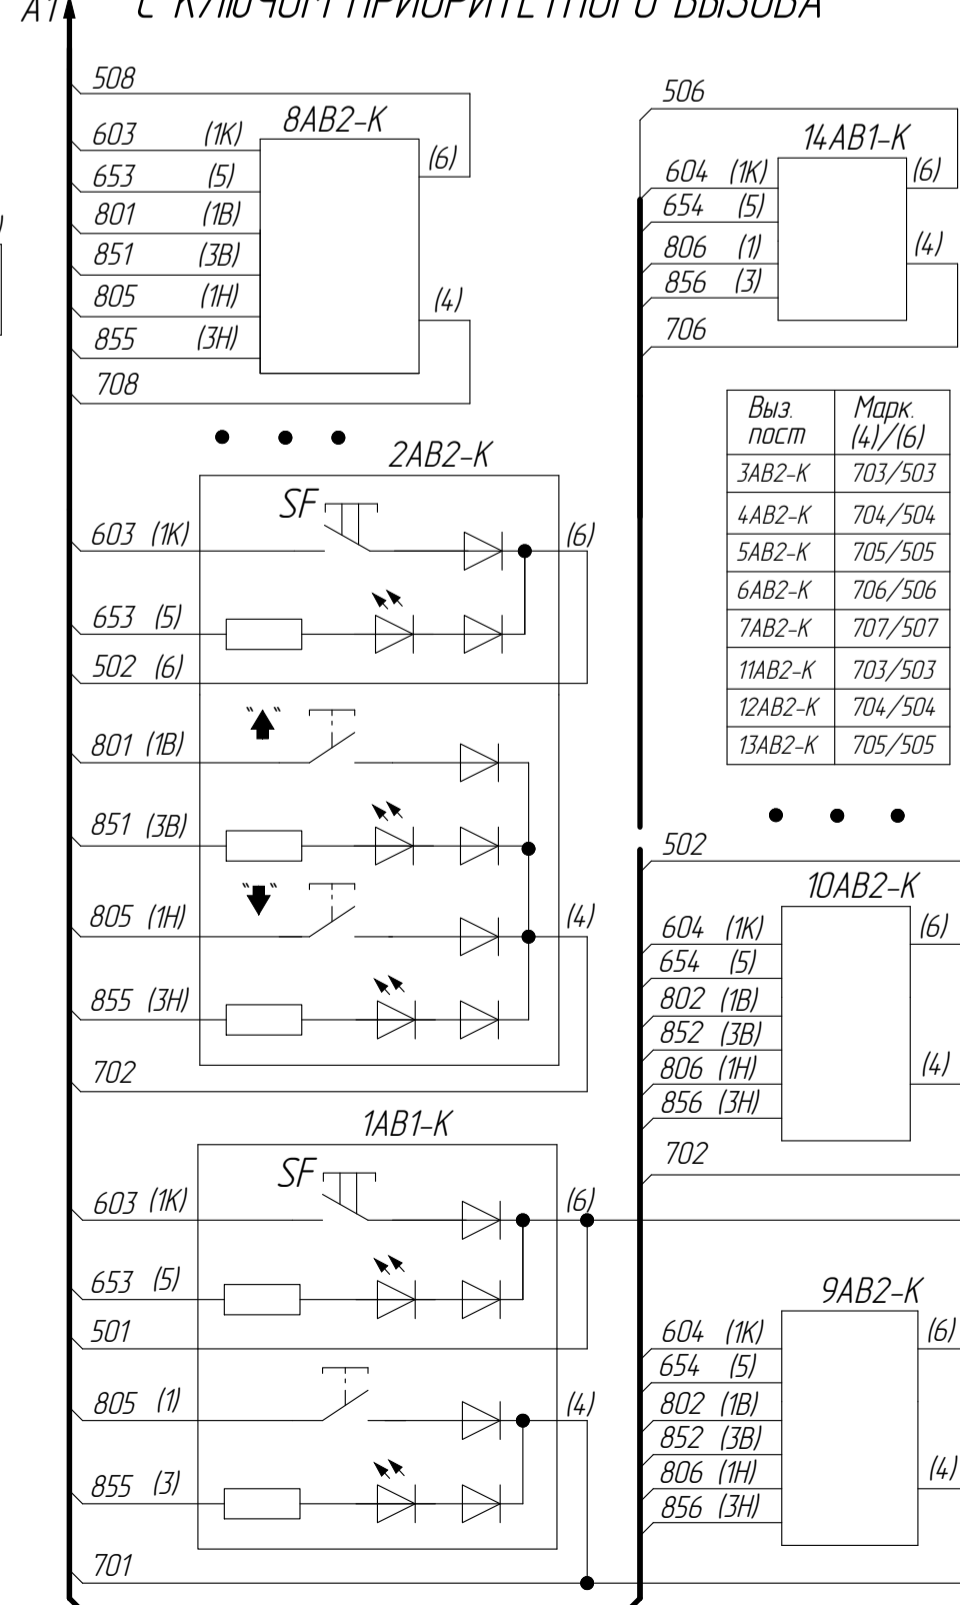 А1
С КЛЮЧОМ ПРИОРИТЕТНОГО ВЫЗОВА
508
8АВ2-К
603 (1К)
(6)
653 (5)
801 (1В)
851 (3В)
805 (1Н)
(4)
855 (3Н)
708
2АВ2-К
SF
603 (1К)
(6)
653 (5)
502 (6)
" "
801 (1В)
851 (3В)
" "
805 (1Н)
(4)
855 (3Н)
702
1АВ1-К
SF
603 (1К)
(6)
653 (5)
501
805 (1)
(4)
855 (3)
701
506
14АВ1-К
604 (1К)
(6)
654 (5)
806 (1)
(4)
856 (3)
706
Выз. пост
Марк. (4)/(6)
3АВ2-К 703/503
4АВ2-К 704/504
5АВ2-К 705/505
6АВ2-К 706/506
7АВ2-К 707/507
11АВ2-К 703/503
12АВ2-К 704/504
13АВ2-К 705/505
502
10АВ2-К
604 (1К)
(6)
654 (5)
802 (1В)
852 (3В)
806 (1Н)
(4)
856 (3Н)
702
9АВ2-К
604 (1К)
(6)
654 (5)
802 (1В)
852 (3В)
806 (1Н)
(4)
856 (3Н)